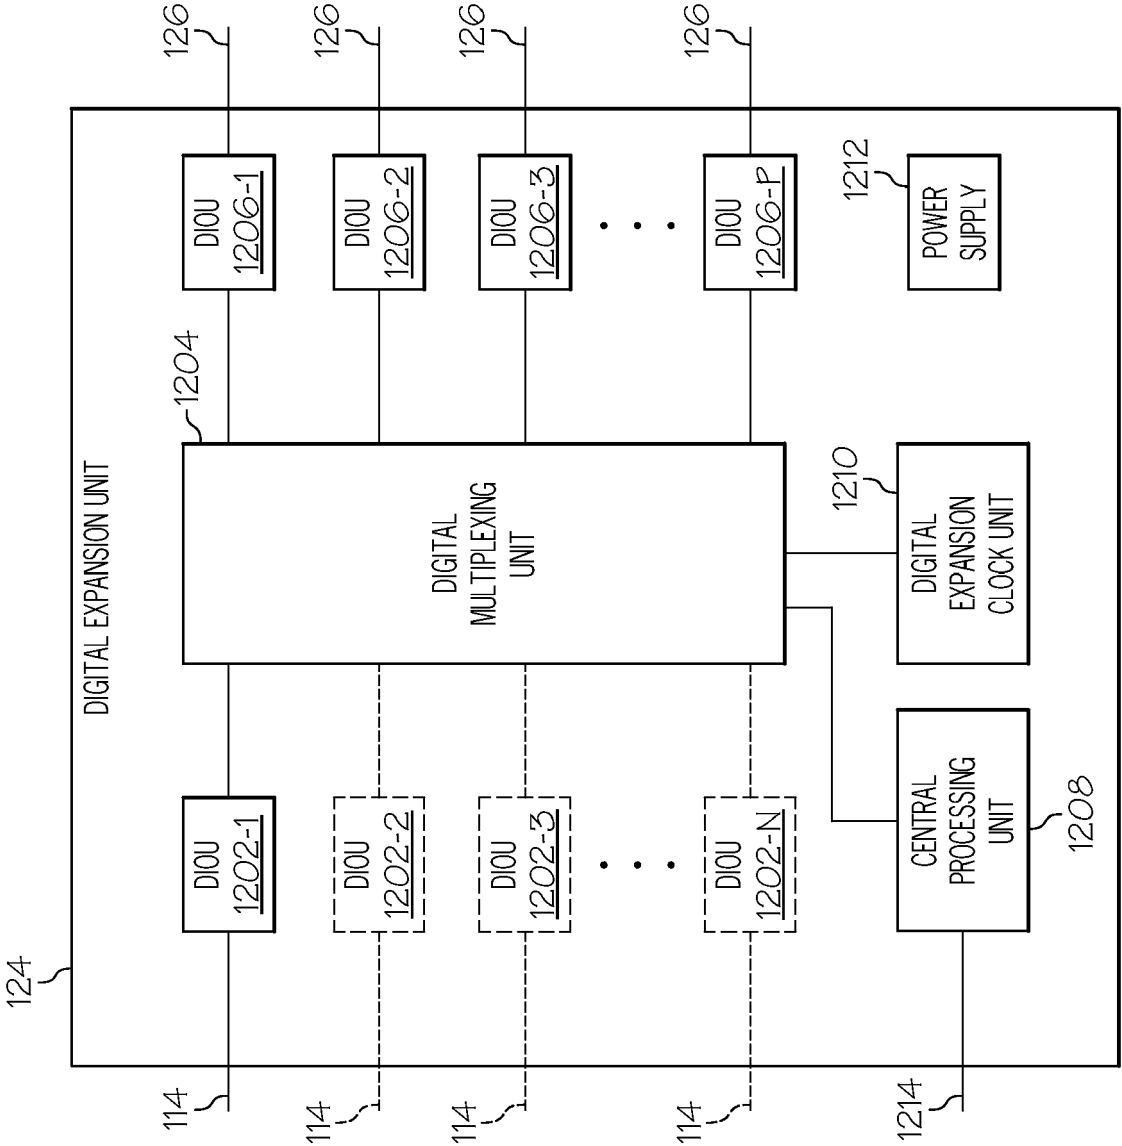 DIGITAL EXPANSION UNIT
124
114
DIOU
1202-1
1204
DIOU
1206-1
126
114
DIOU
1202-2
DIOU
1206-2
126
DIGITAL
MULTIPLEXING
UNIT
114
DIOU
1202-3
DIOU
1206-3
126
114
DIOU
1202-N
DIOU
1206-P
126
1214
CENTRAL
PROCESSING
UNIT
1208
DIGITAL
EXPANSION
CLOCK UNIT
1210
POWER
SUPPLY
1212